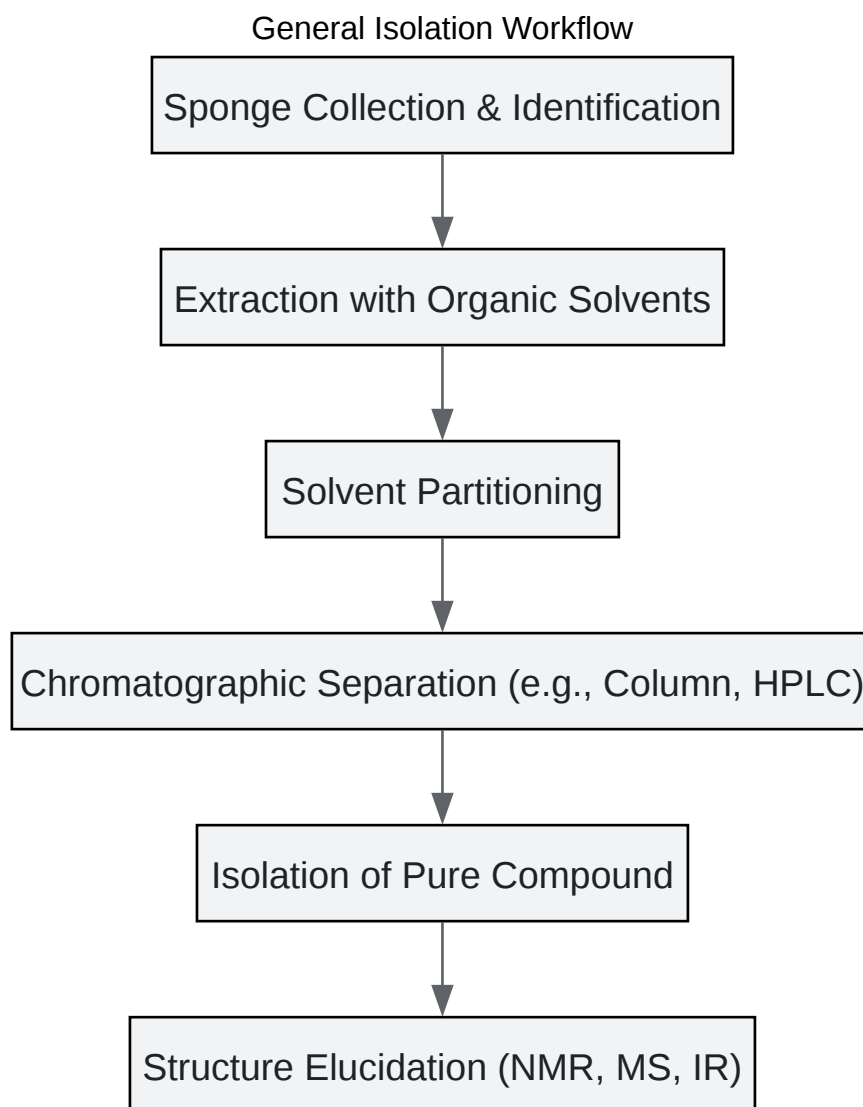 General Isolation Workflow
Sponge Collection & Identification
Extraction with Organic Solvents
Solvent Partitioning
Chromatographic Separation (e.g., Column, HPLC)
Isolation of Pure Compound
Structure Elucidation (NMR, MS, IR)